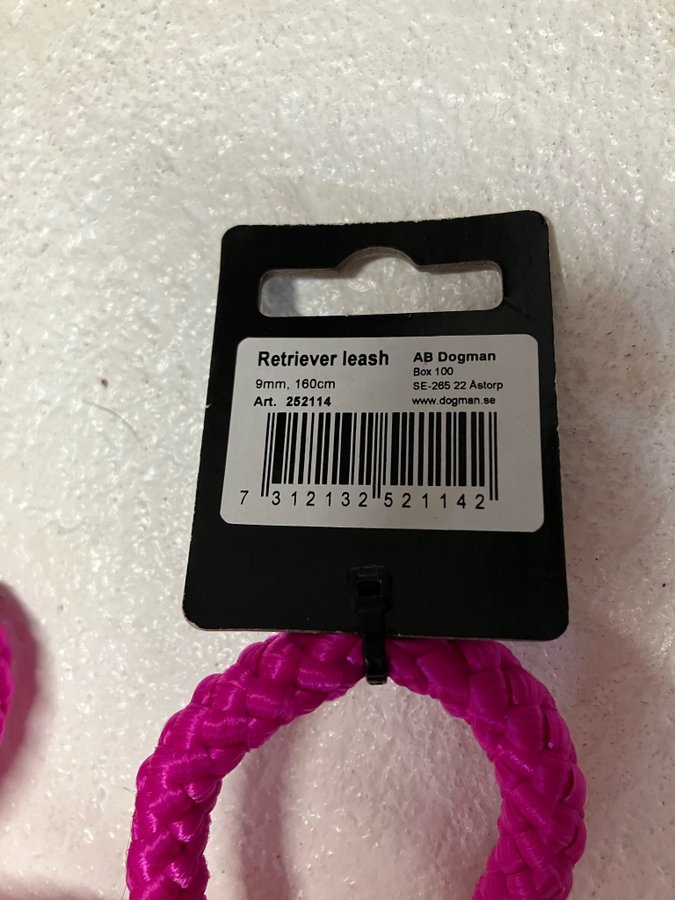 Retriever leash
9mm, 160cm
Art. 252114
AB Dogman
Box 100
SE-265 22 Åstorp
www.dogman.se
7 312132 521142